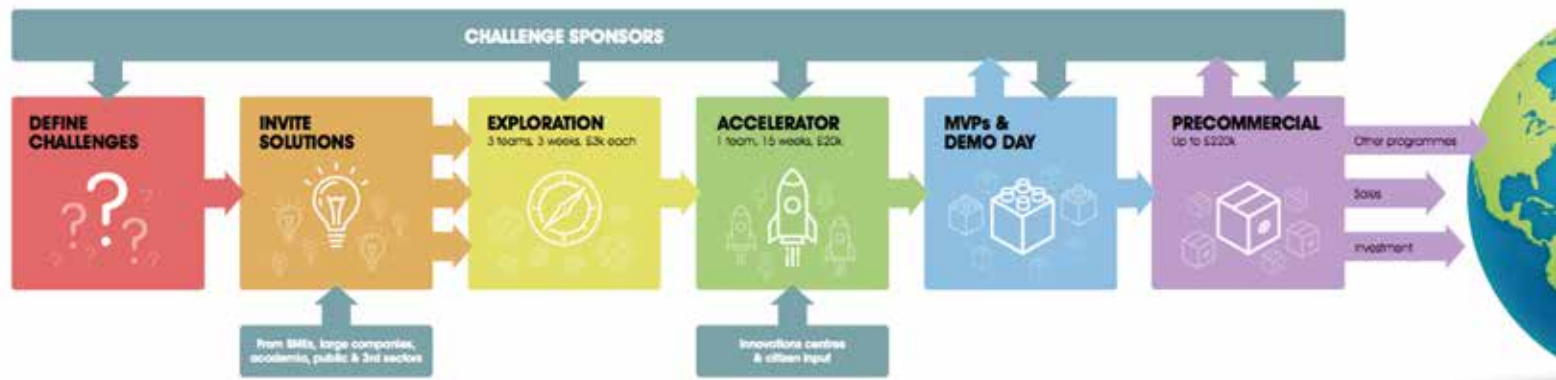 CHALLENGE SPONSORS
DEFINE
CHALLENGES
INVITE
SOLUTIONS
EXPLORATION
3 teams, 3 weeks, £3k each
ACCELERATOR
1 team, 15 weeks, £20k
MVPs &
DEMO DAY
PRECOMMERCIAL
Up to £220k
Other programmes
Sales
Investment
From SMEs, large companies,
academia, public & 3rd sectors
Innovations centres
& citizen input